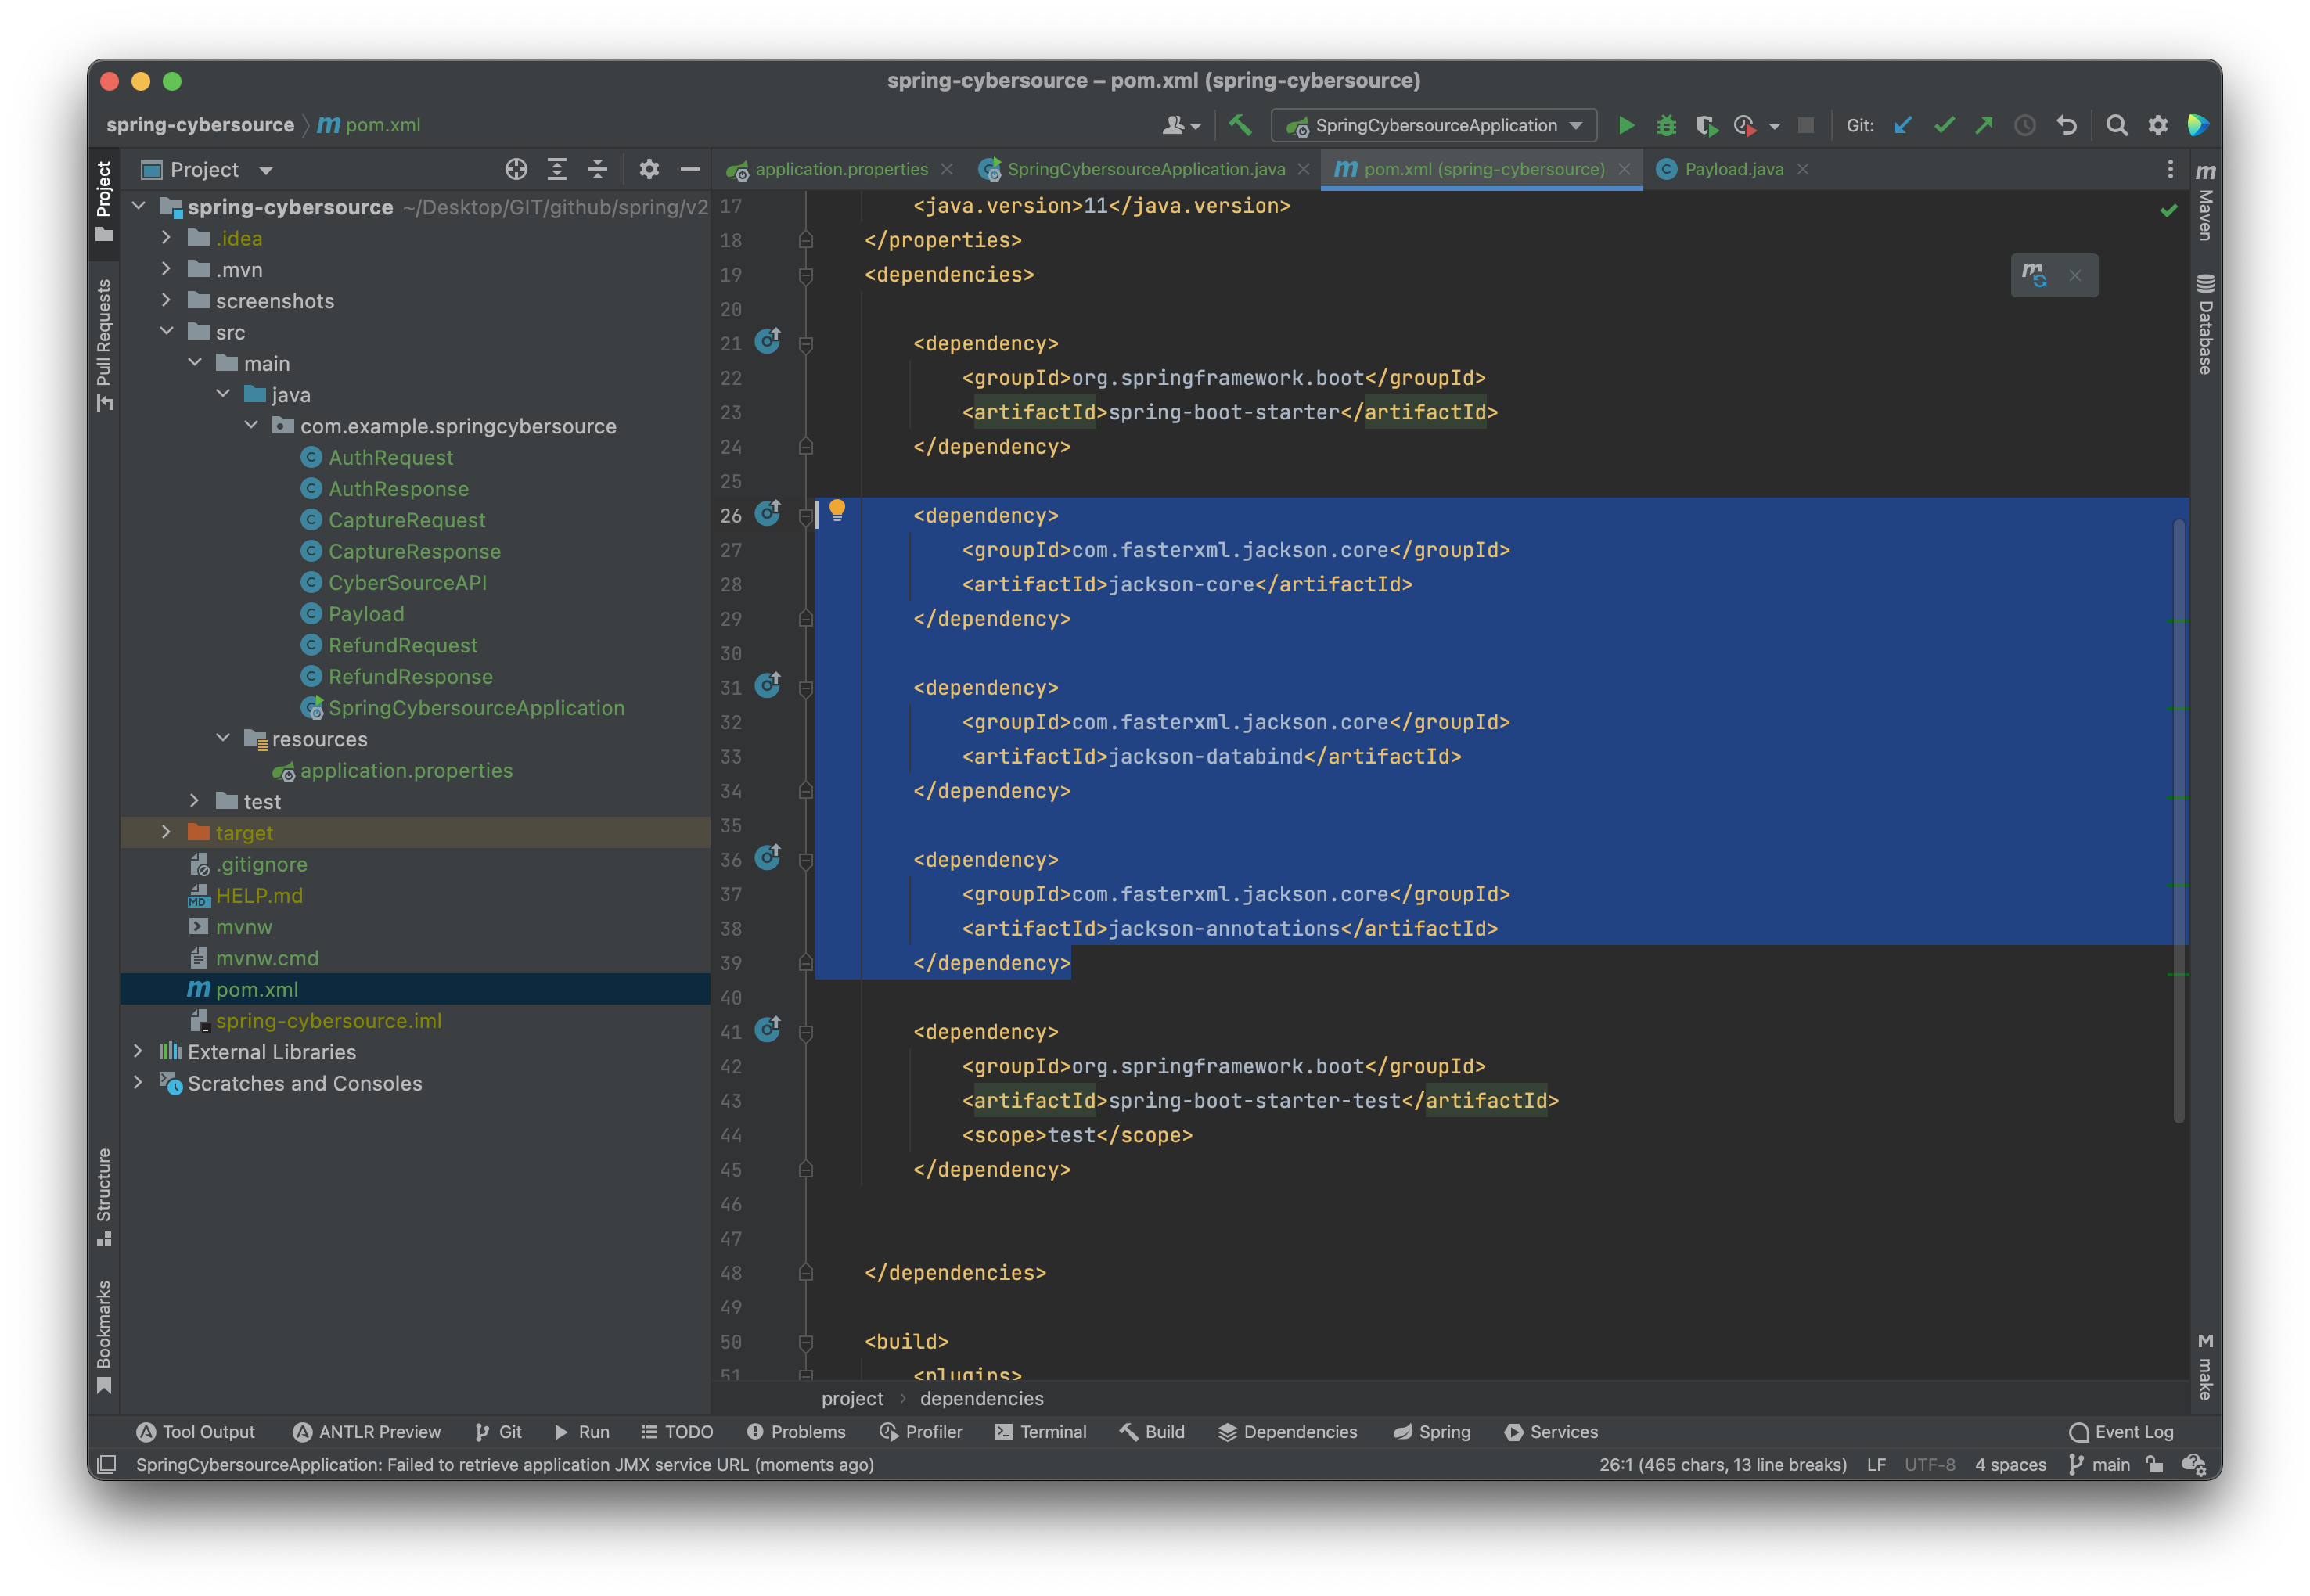 spring-cybersource – pom.xml (spring-cybersource)
spring-cybersource 〉 m pom.xml
SpringCybersourceApplication
Git:
Project
application.properties
SpringCybersourceApplication.java
pom.xml (spring-cybersource)
Payload.java
Project
Pull Requests
Structure
Bookmarks
spring-cybersource ~/Desktop/GIT/github/spring/v2
.idea
.mvn
screenshots
src
main
java
com.example.springcybersource
AuthRequest
AuthResponse
CaptureRequest
CaptureResponse
CyberSourceAPI
Payload
RefundRequest
RefundResponse
SpringCybersourceApplication
resources
application.properties
test
target
.gitignore
HELP.md
mvnw
mvnw.cmd
pom.xml
spring-cybersource.iml
External Libraries
Scratches and Consoles
17 <java.version>11</java.version>
18 </properties>
19 <dependencies>
20
21 <dependency>
22 <groupId>org.springframework.boot</groupId>
23 <artifactId>spring-boot-starter</artifactId>
24 </dependency>
25
26 <dependency>
27 <groupId>com.fasterxml.jackson.core</groupId>
28 <artifactId>jackson-core</artifactId>
29 </dependency>
30
31 <dependency>
32 <groupId>com.fasterxml.jackson.core</groupId>
33 <artifactId>jackson-databind</artifactId>
34 </dependency>
35
36 <dependency>
37 <groupId>com.fasterxml.jackson.core</groupId>
38 <artifactId>jackson-annotations</artifactId>
39 </dependency>
40
41 <dependency>
42 <groupId>org.springframework.boot</groupId>
43 <artifactId>spring-boot-starter-test</artifactId>
44 <scope>test</scope>
45 </dependency>
46
47
48 </dependencies>
49
50 <build>
51 <plugins>
project › dependencies
Maven
Database
make
Tool Output ANTLR Preview Git Run TODO Problems Profiler Terminal Build Dependencies Spring Services Event Log
SpringCybersourceApplication: Failed to retrieve application JMX service URL (moments ago) 26:1 (465 chars, 13 line breaks) LF UTF-8 4 spaces main